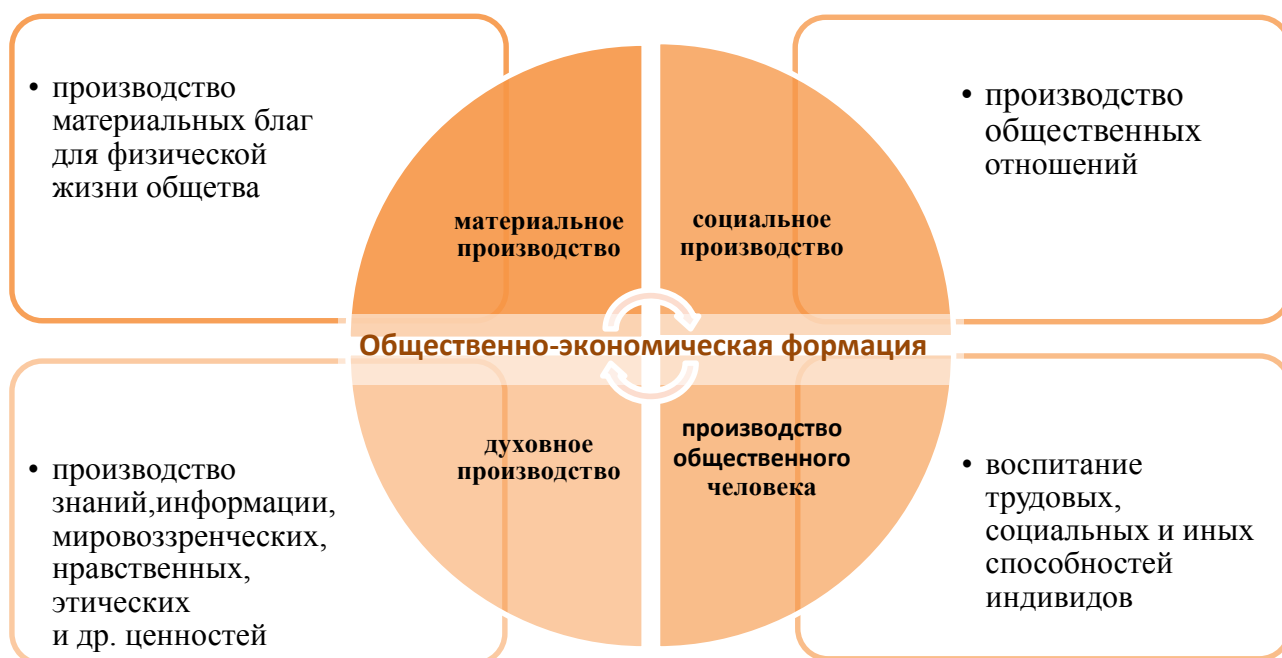 • производство
материальных благ
для физической
жизни общетва
материальное
производство
социальное
производство
• производство
общественных
отношений
Общественно-экономическая формация
• производство
знаний,информации,
мировоззренческих,
нравственных,
этических
и др. ценностей
духовное
производство
производство
общественного
человека
• воспитание
трудовых,
социальных и иных
способностей
индивидов